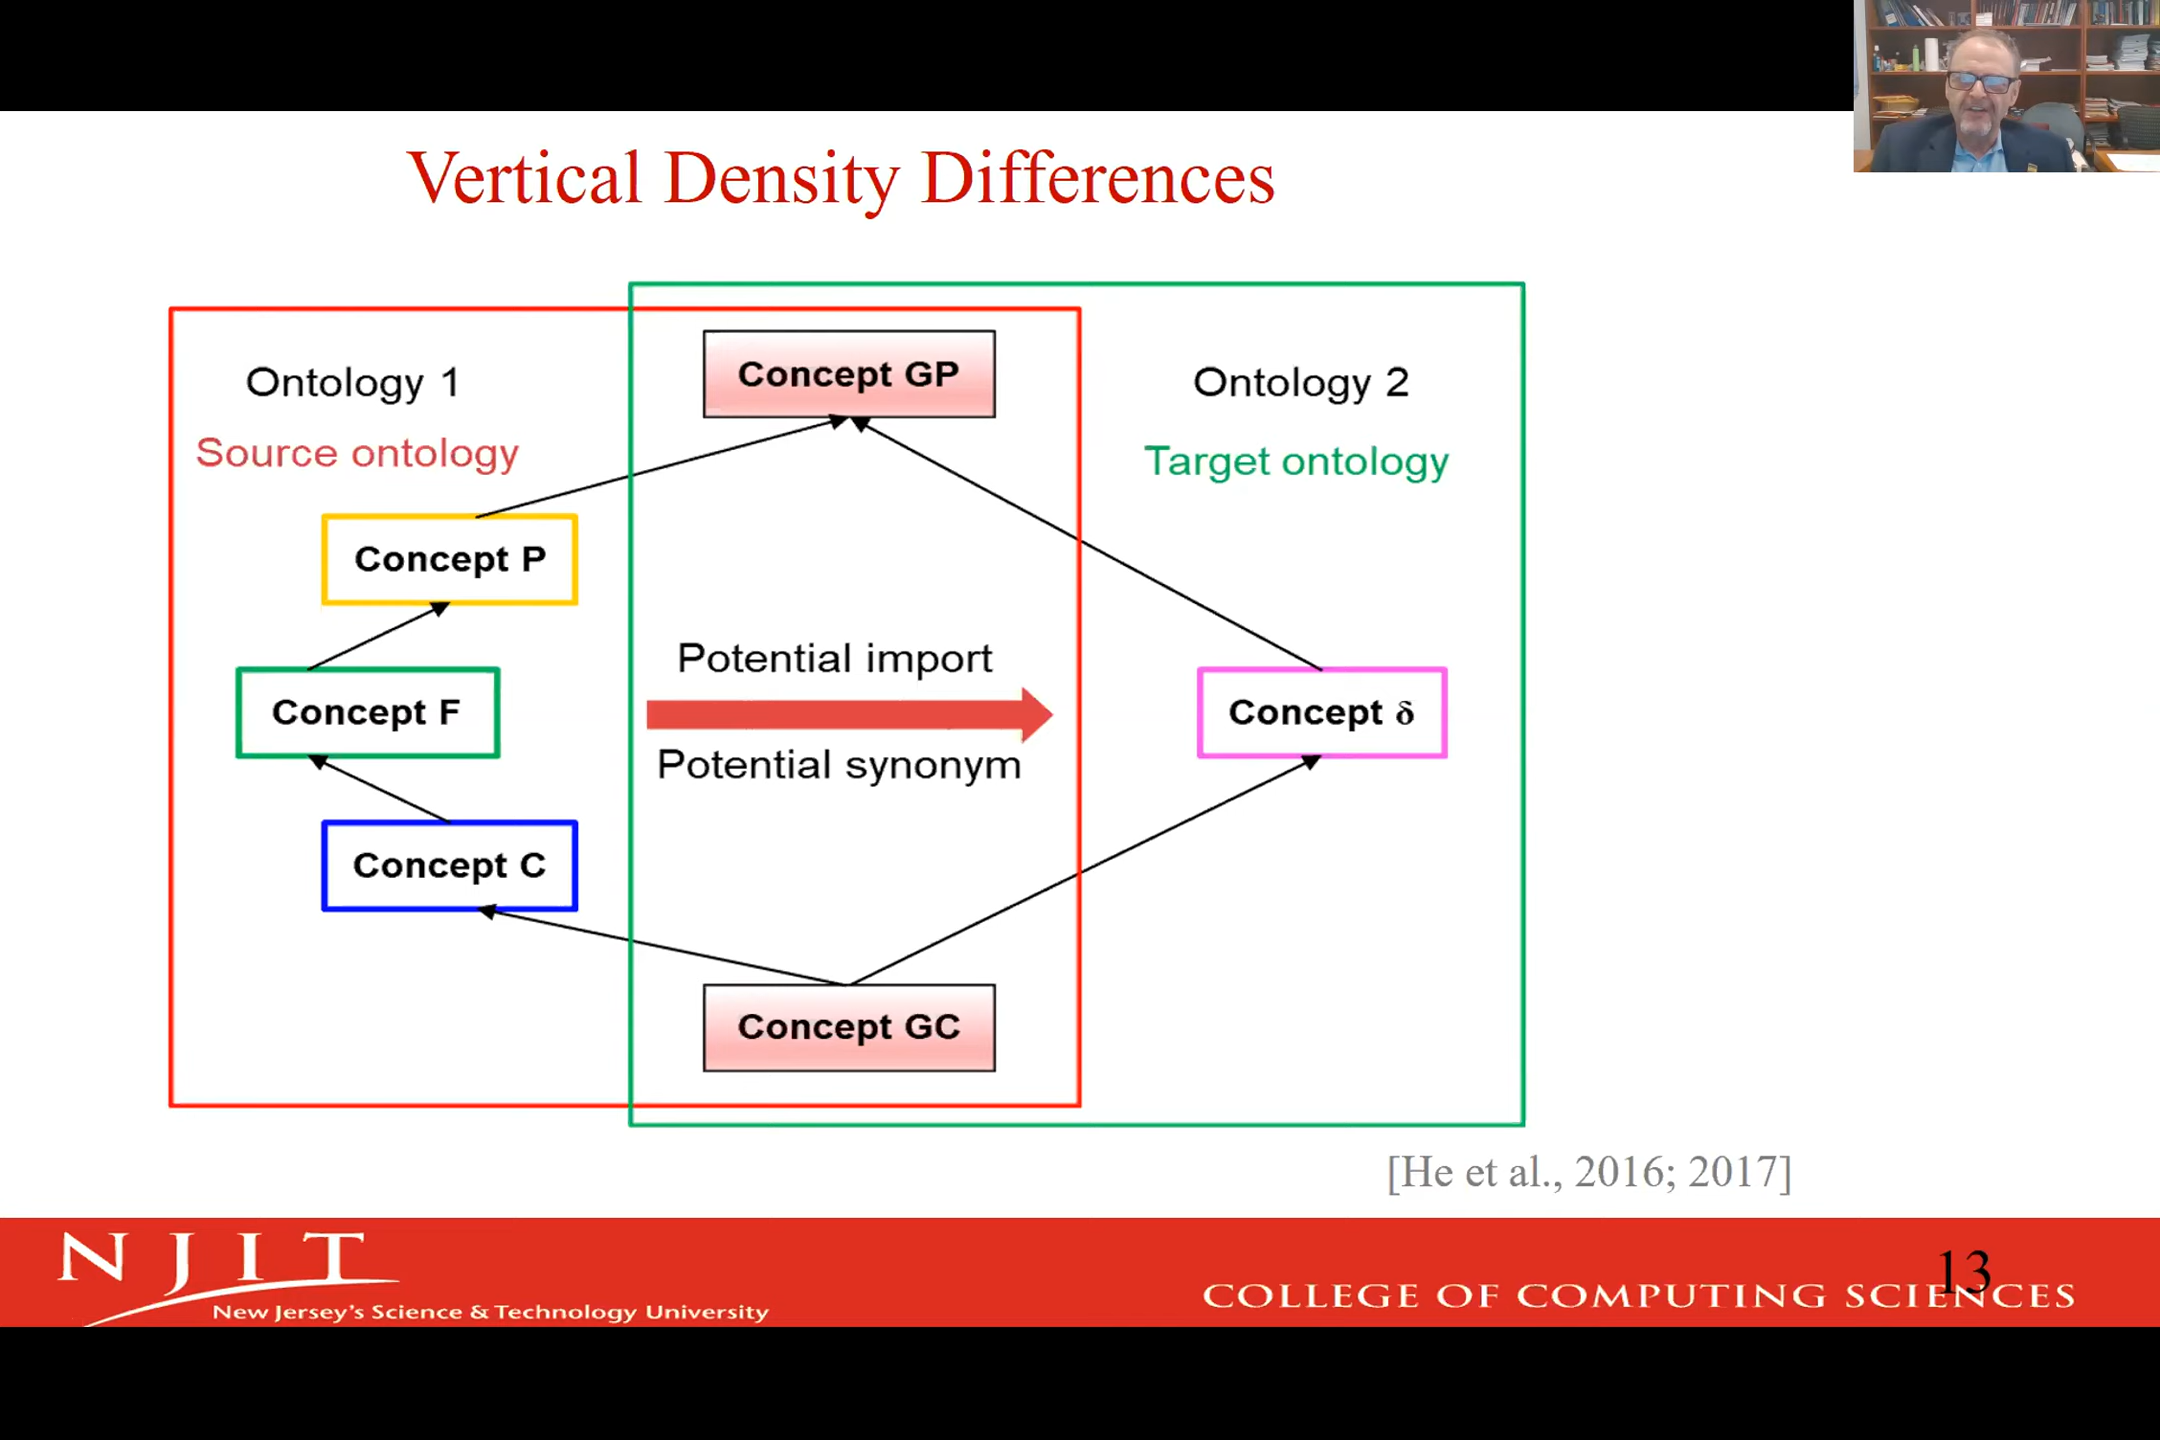 Vertical Density Differences
Ontology 1
Source ontology
Concept GP
Ontology 2
Target ontology
Concept P
Concept F
Potential import
Potential synonym
Concept δ
Concept C
Concept GC
[He et al., 2016; 2017]
NJIT
New Jersey's Science & Technology University
13
COLLEGE OF COMPUTING SCIENCES